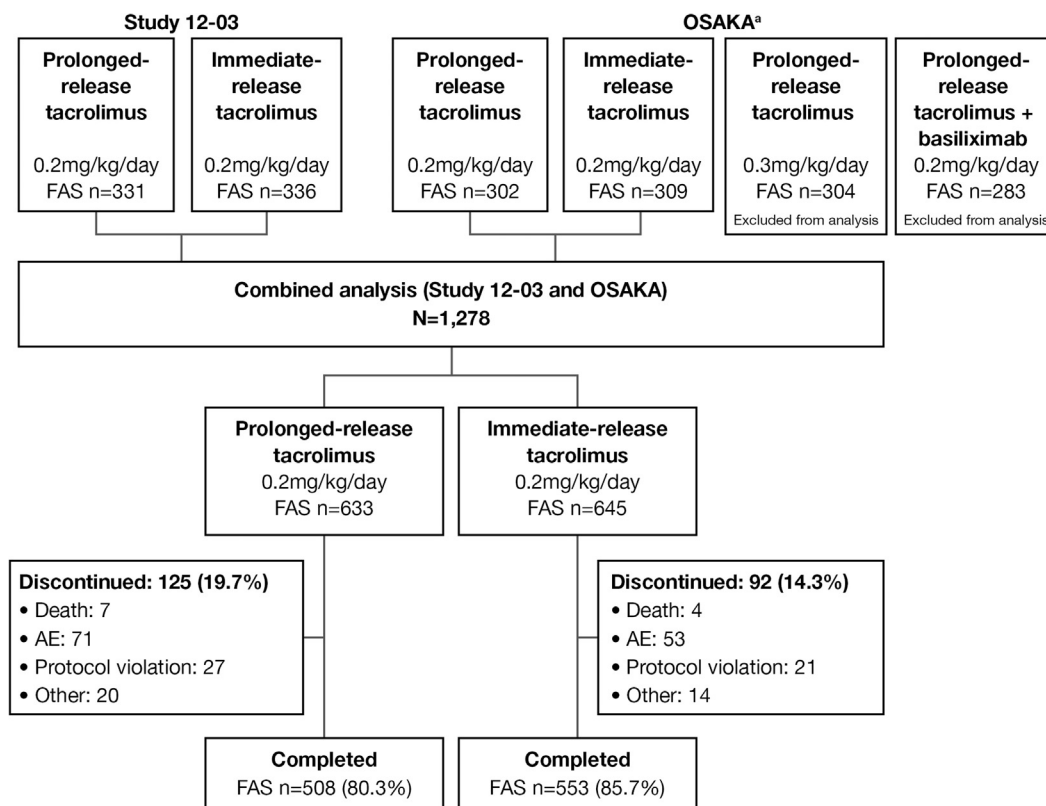 Study 12-03
OSAKAᵃ
Prolonged-
release
tacrolimus
0.2mg/kg/day
FAS n=331
Immediate-
release
tacrolimus
0.2mg/kg/day
FAS n=336
Prolonged-
release
tacrolimus
0.2mg/kg/day
FAS n=302
Immediate-
release
tacrolimus
0.2mg/kg/day
FAS n=309
Prolonged-
release
tacrolimus
0.3mg/kg/day
FAS n=304
Excluded from analysis
Prolonged-
release
tacrolimus +
basiliximab
0.2mg/kg/day
FAS n=283
Excluded from analysis
Combined analysis (Study 12-03 and OSAKA)
N=1,278
Prolonged-release
tacrolimus
0.2mg/kg/day
FAS n=633
Immediate-release
tacrolimus
0.2mg/kg/day
FAS n=645
Discontinued: 125 (19.7%)
• Death: 7
• AE: 71
• Protocol violation: 27
• Other: 20
Discontinued: 92 (14.3%)
• Death: 4
• AE: 53
• Protocol violation: 21
• Other: 14
Completed
FAS n=508 (80.3%)
Completed
FAS n=553 (85.7%)